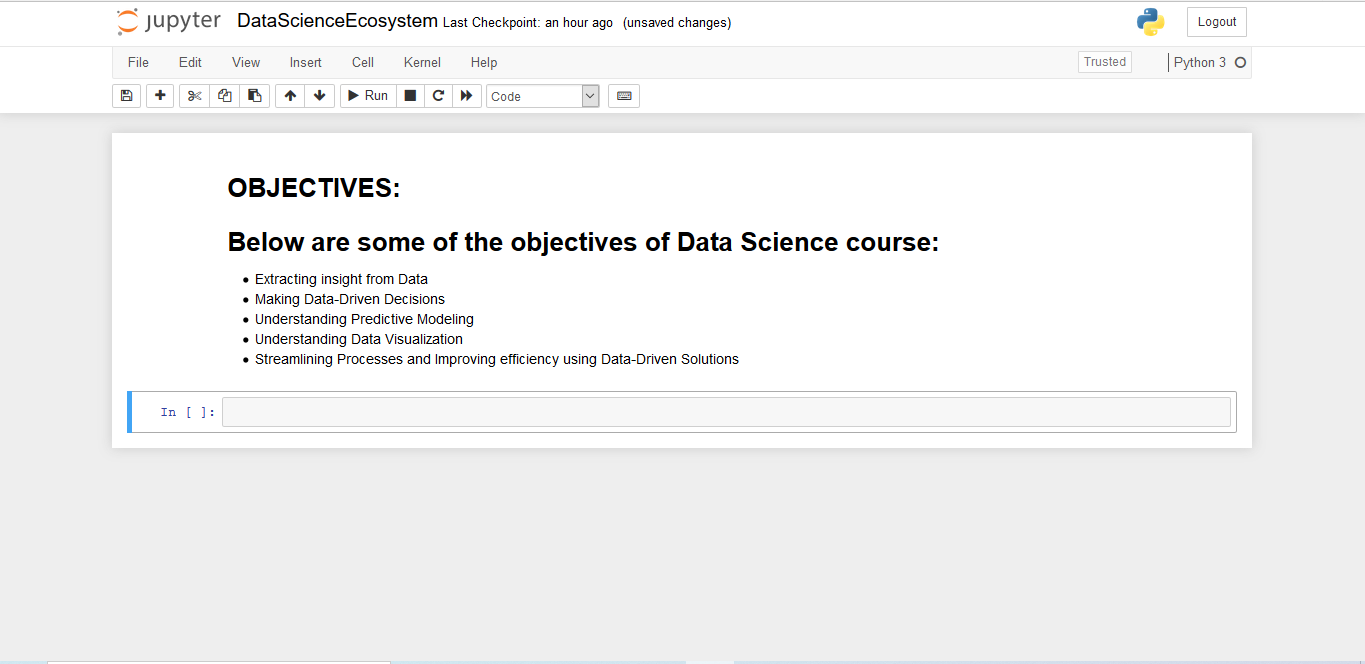 jupyter DataScienceEcosystem Last Checkpoint: an hour ago (unsaved changes) Logout
File Edit View Insert Cell Kernel Help Trusted Python 3
Run Code
OBJECTIVES:
Below are some of the objectives of Data Science course:
Extracting insight from Data
Making Data-Driven Decisions
Understanding Predictive Modeling
Understanding Data Visualization
Streamlining Processes and Improving efficiency using Data-Driven Solutions
In [ ]: